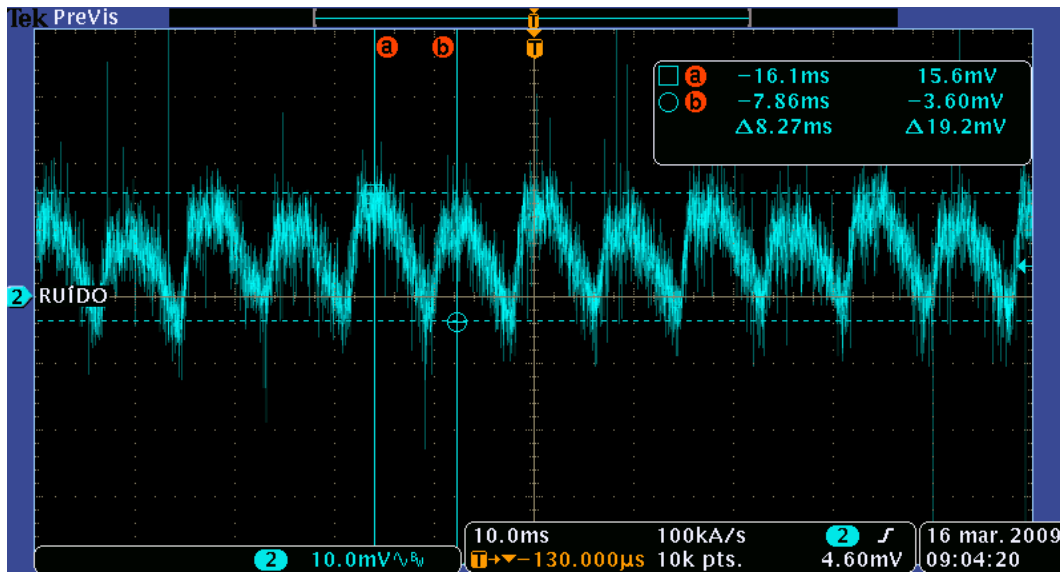 Tek PreVis
T
a b T
a −16.1ms 15.6mV
b −7.86ms −3.60mV
Δ8.27ms Δ19.2mV
2 RUÍDO
2 10.0mV∿BW
10.0ms 100kA/s 2 ∫
T→▼−130.000µs 10k pts. 4.60mV
16 mar. 2009
09:04:20